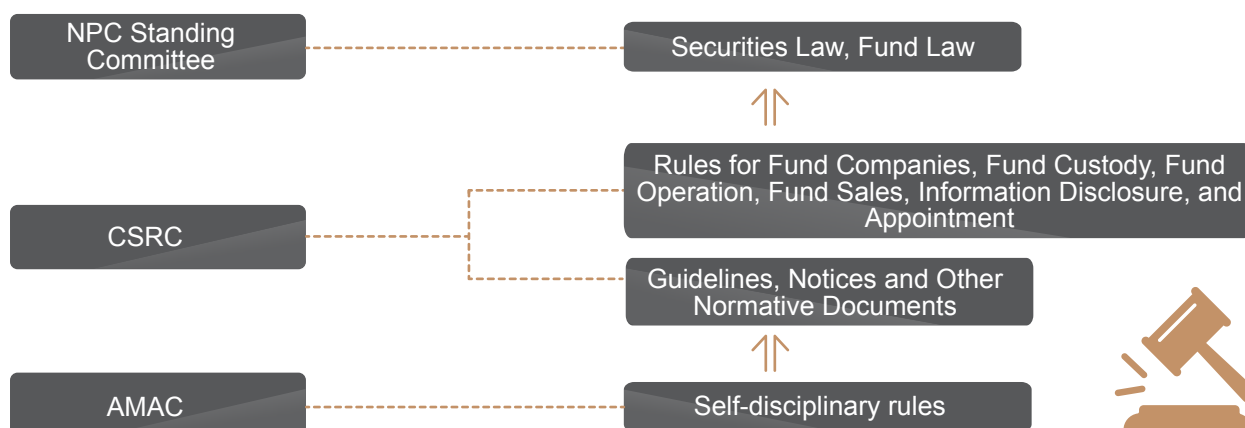 NPC Standing
Committee
Securities Law, Fund Law
Rules for Fund Companies, Fund Custody, Fund
Operation, Fund Sales, Information Disclosure, and
Appointment
CSRC
Guidelines, Notices and Other
Normative Documents
AMAC
Self-disciplinary rules